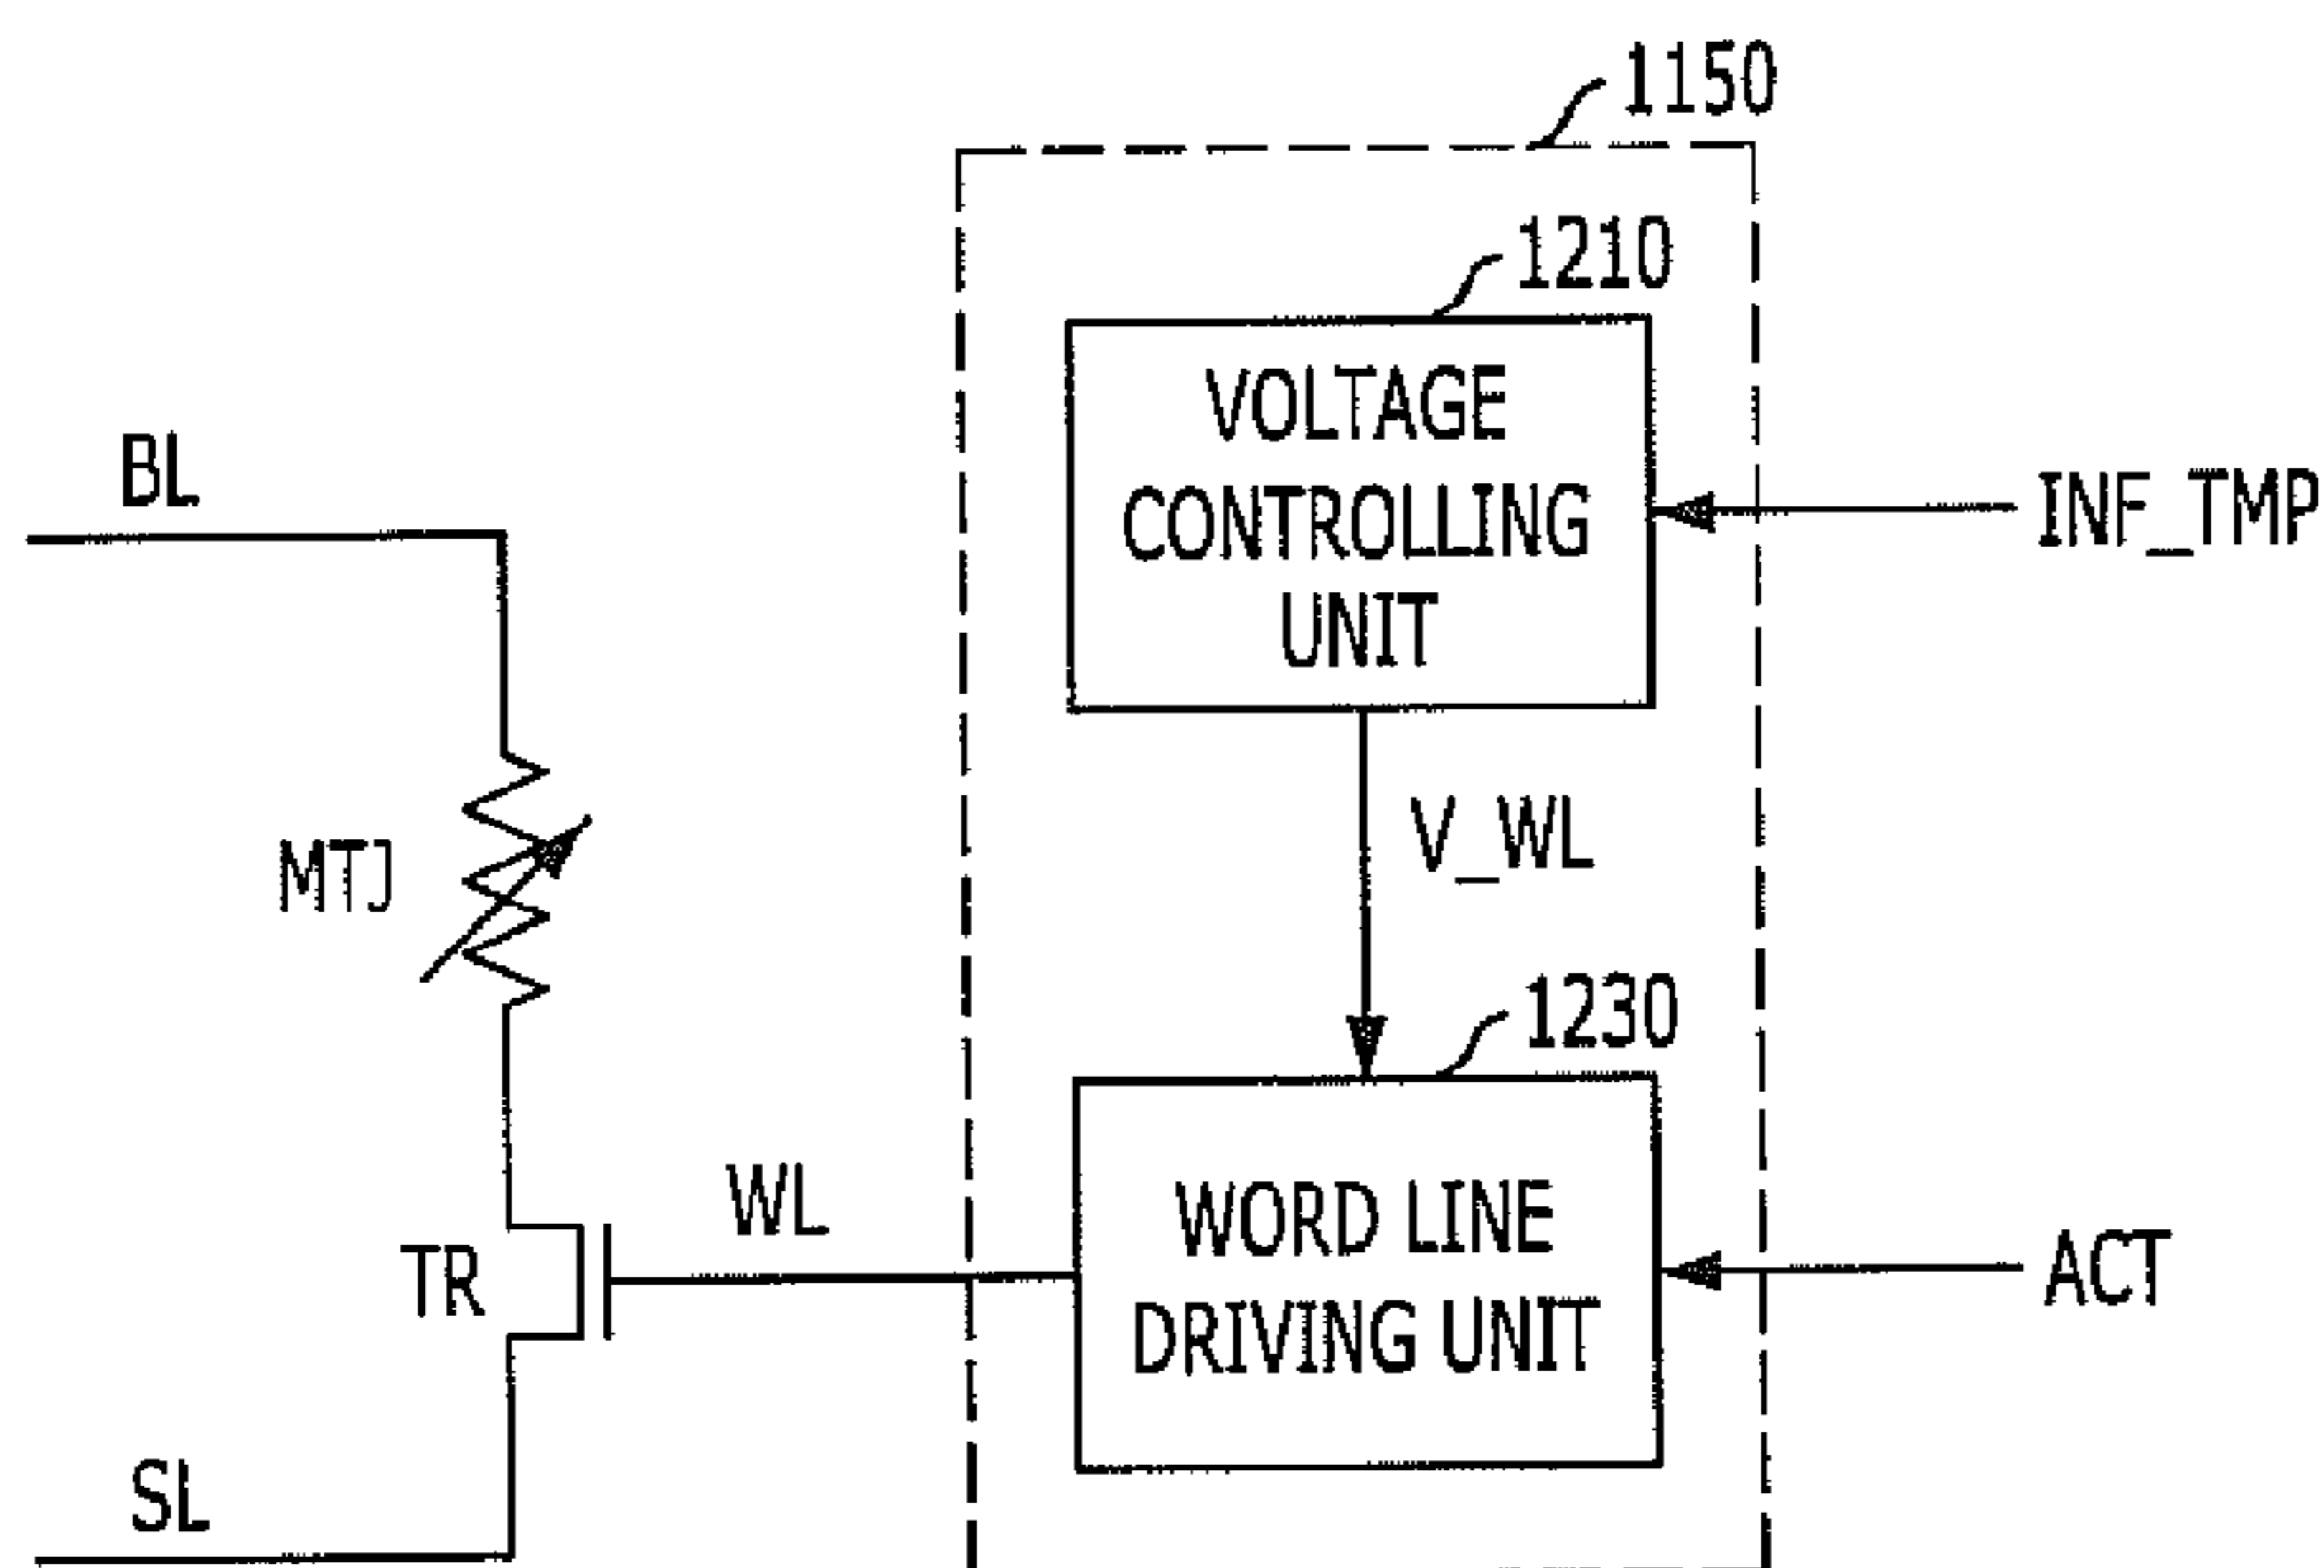 1150
1210
VOLTAGE
CONTROLLING
UNIT
BL
INF_TMP
MTJ
V_WL
1230
WL
WORD LINE
DRIVING UNIT
TR
ACT
SL